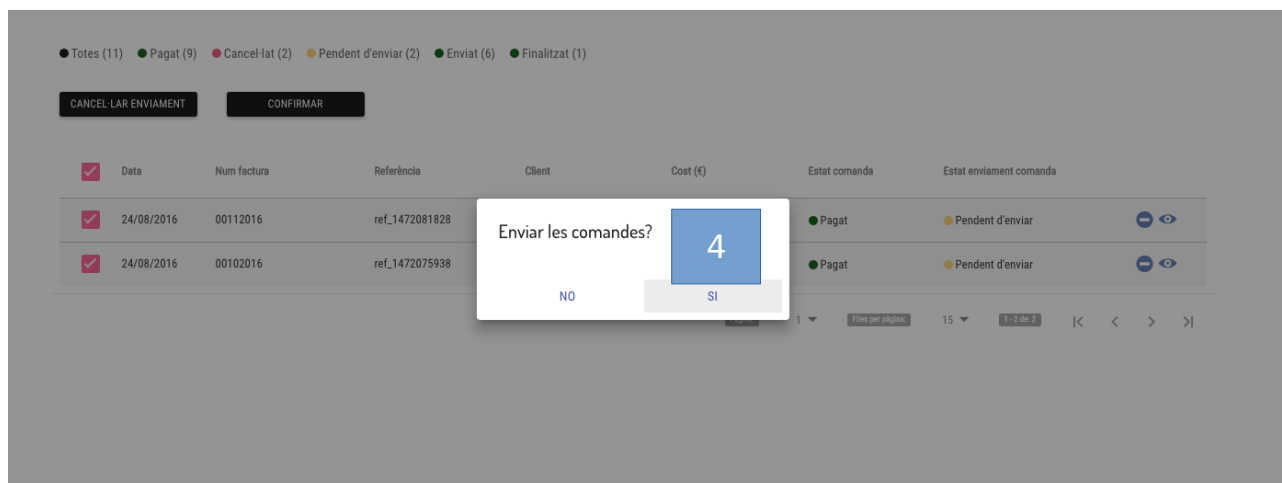 Totes (11) Pagat (9) Cancel·lat (2) Pendent d'enviar (2) Enviat (6) Finalitzat (1)
CANCEL·LAR ENVIAMENT CONFIRMAR
Data Num factura Referència Client Cost (€) Estat comanda Estat enviament comanda
24/08/2016 00112016 ref_1472081828 Pagat Pendent d'enviar
Enviar les comandes? 4
24/08/2016 00102016 ref_1472075938 Pagat Pendent d'enviar
NO SI
1 Files per pàgina: 15 1 - 2 de: 2